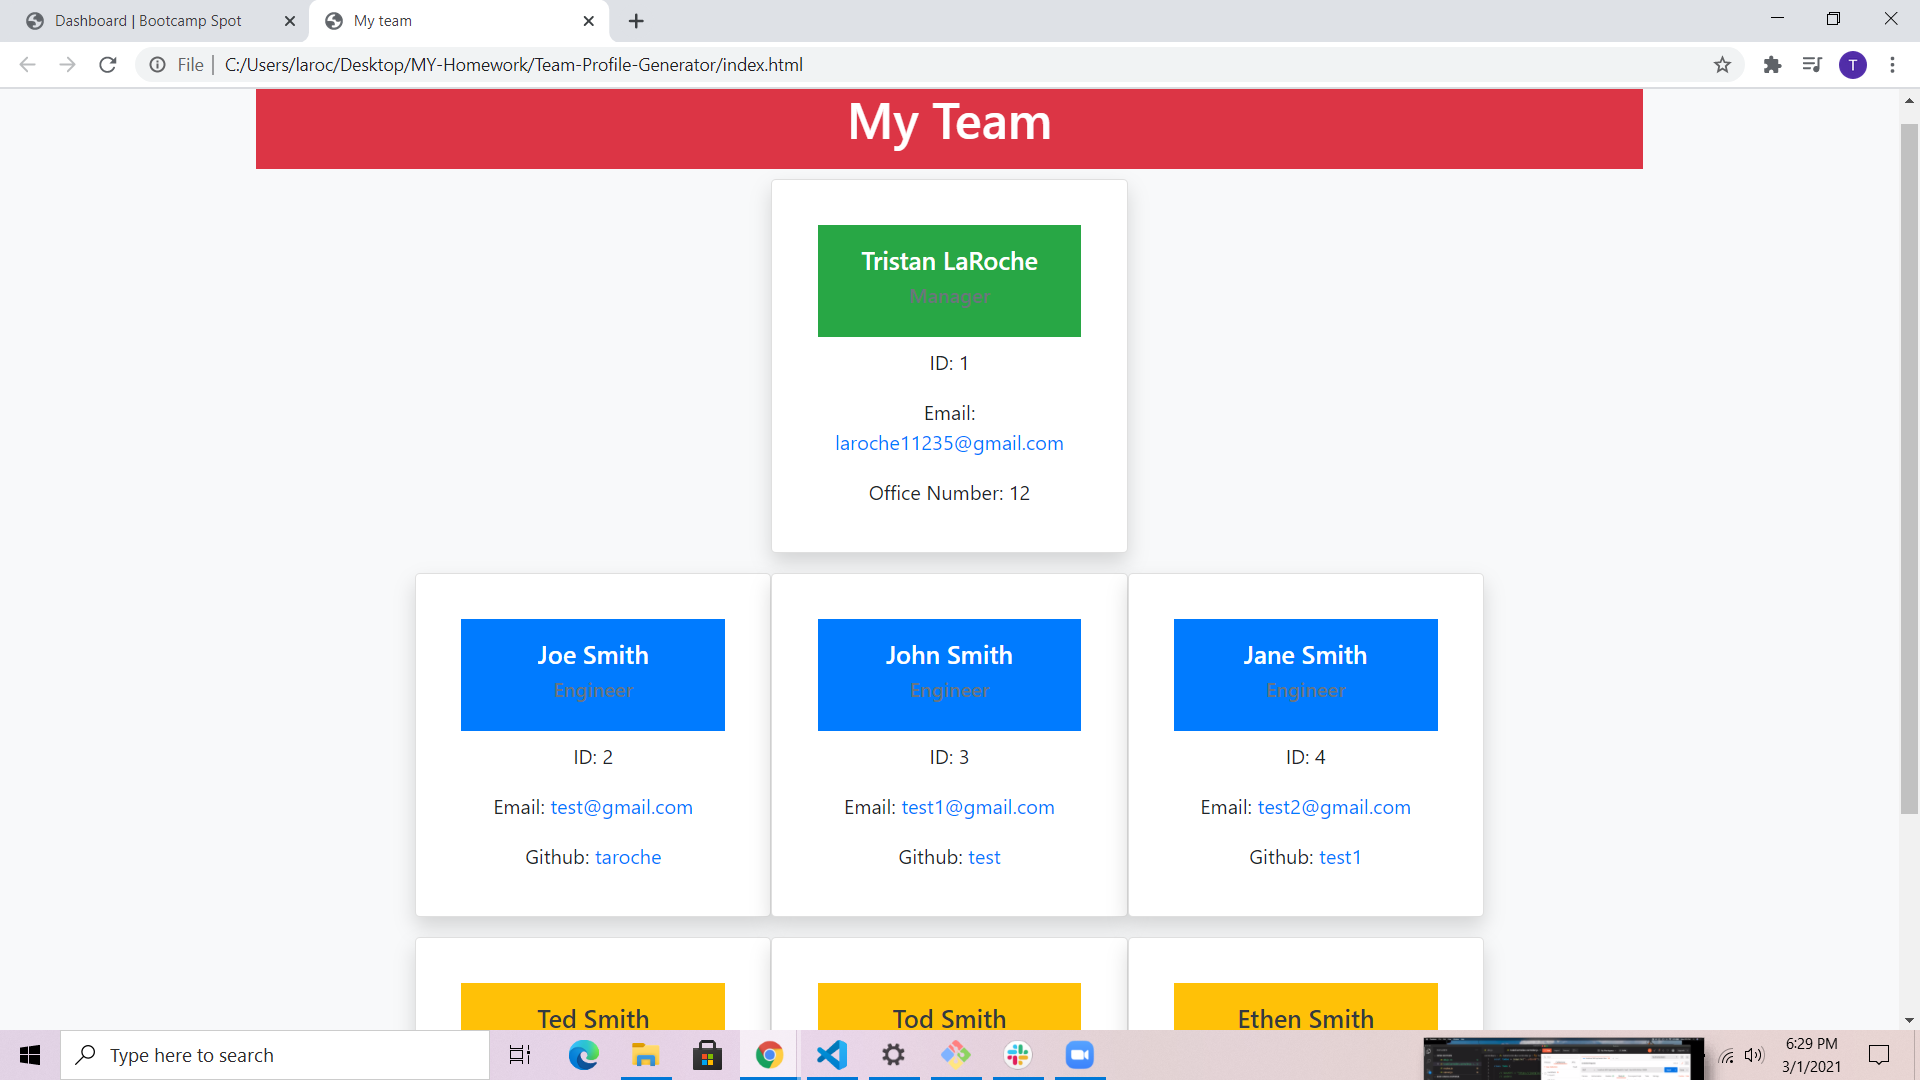 Dashboard | Bootcamp Spot
My team
File | C:/Users/laroc/Desktop/MY-Homework/Team-Profile-Generator/index.html
T
My Team
Tristan LaRoche
Manager
ID: 1
Email:
laroche11235@gmail.com
Office Number: 12
Joe Smith
Engineer
ID: 2
Email: test@gmail.com
Github: taroche
John Smith
Engineer
ID: 3
Email: test1@gmail.com
Github: test
Jane Smith
Engineer
ID: 4
Email: test2@gmail.com
Github: test1
Ted Smith
Tod Smith
Ethen Smith
Type here to search
6:29 PM
3/1/2021